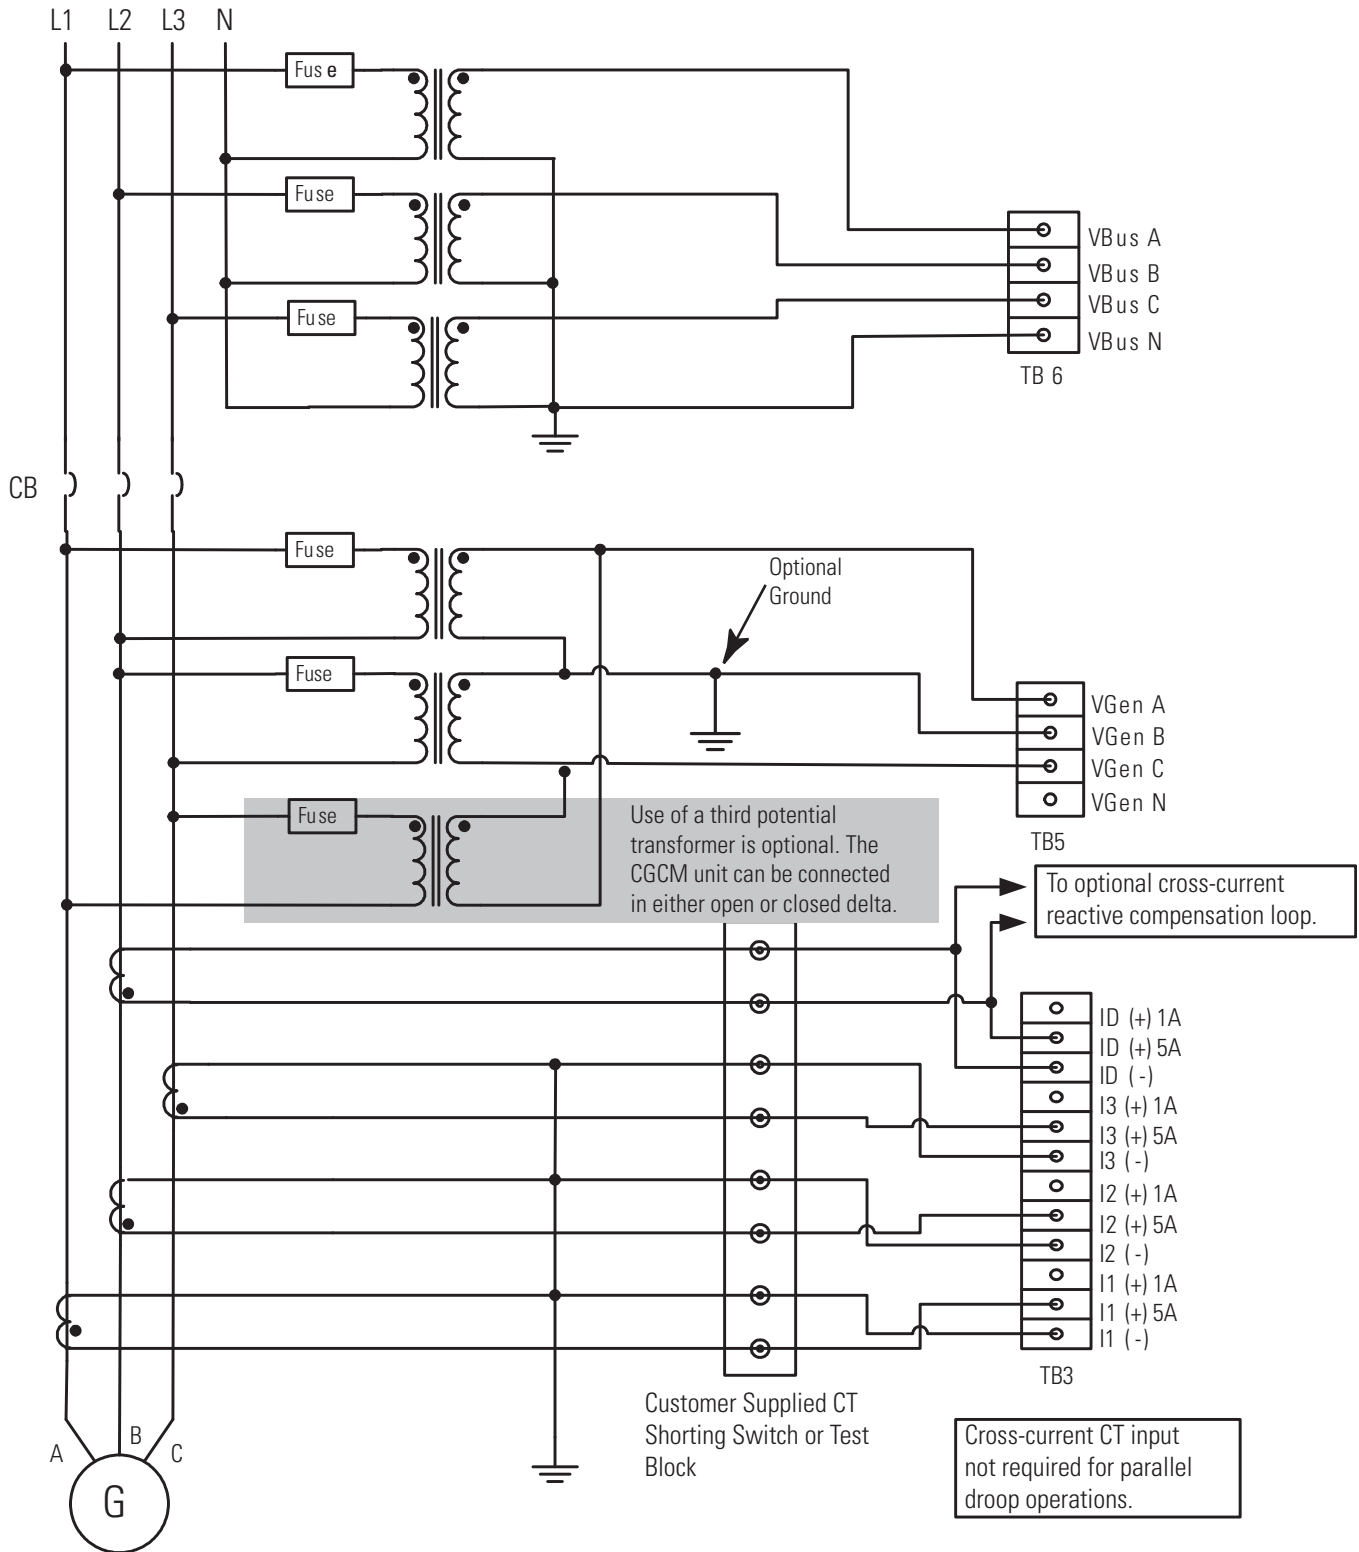 L1 L2 L3 N
Fuse
Fuse
VBus A
VBus B
Fuse
VBus C
VBus N
TB 6
CB
Fuse
Optional
Ground
Fuse
VGen A
VGen B
VGen C
VGen N
Fuse
Use of a third potential
transformer is optional. The
CGCM unit can be connected
in either open or closed delta.
TB5
To optional cross-current
reactive compensation loop.
ID (+) 1A
ID (+) 5A
ID (-)
I3 (+) 1A
I3 (+) 5A
I3 (-)
I2 (+) 1A
I2 (+) 5A
I2 (-)
I1 (+) 1A
I1 (+) 5A
I1 (-)
TB3
Customer Supplied CT
Shorting Switch or Test
Block
Cross-current CT input
not required for parallel
droop operations.
A B C
G